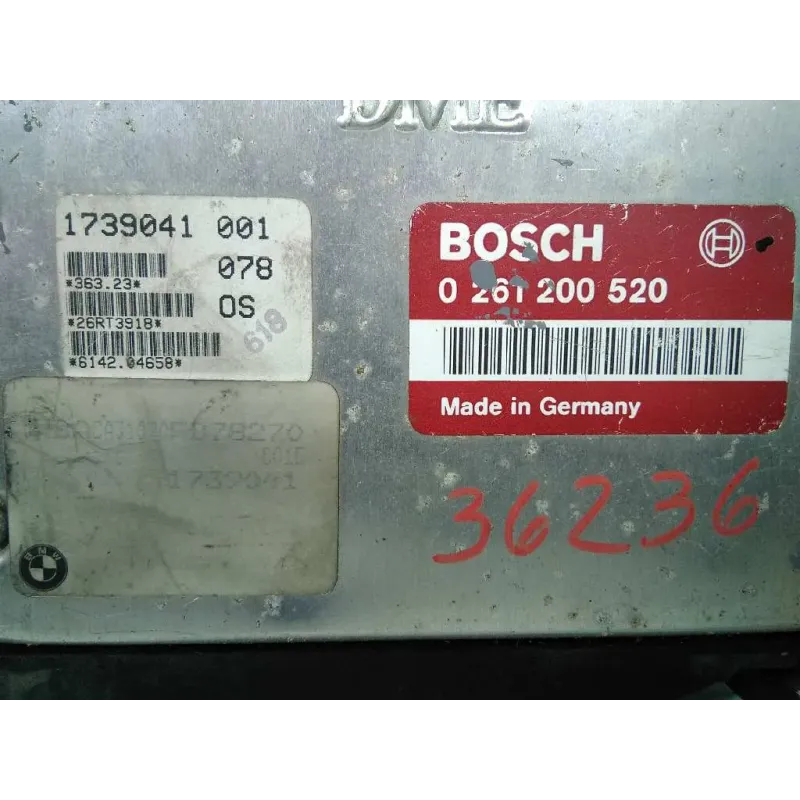 DME
1739041 001
078
*363.23*
OS
*26RT3918*
618
*6142.04658*
BOSCH
0 261 200 520
Made in Germany
1739041
BMW
36236